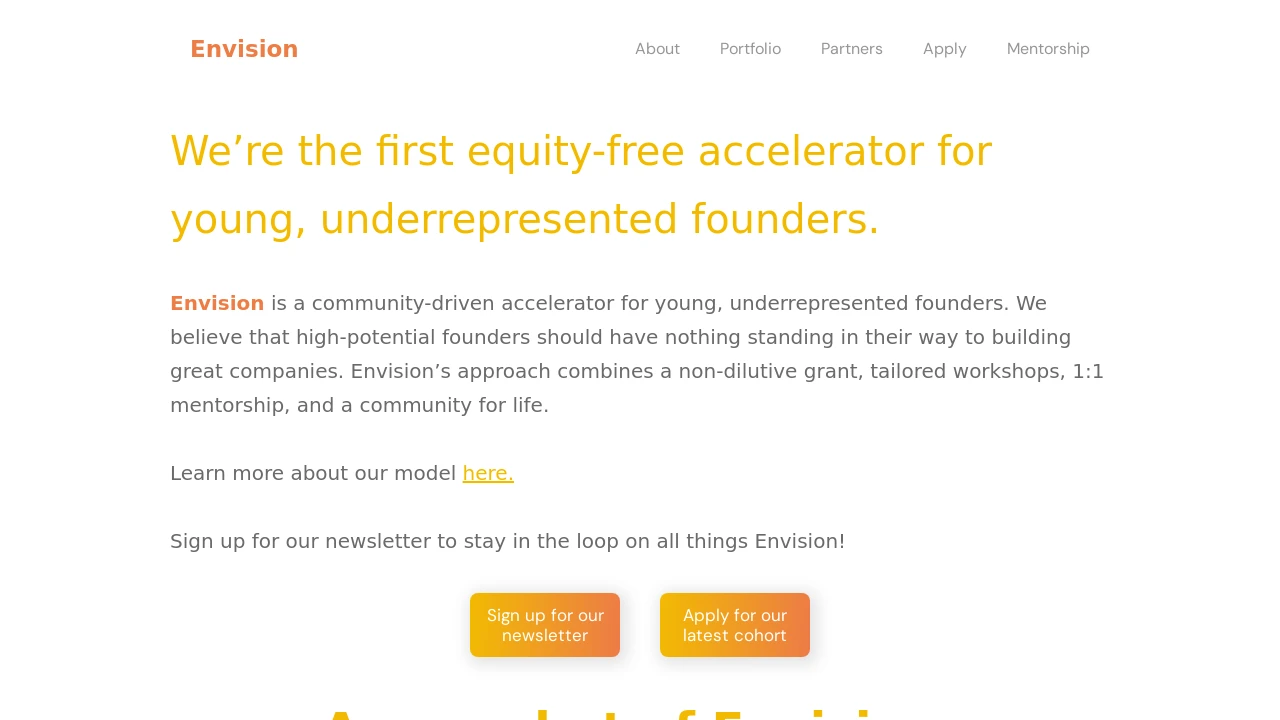 Envision
About
Portfolio
Partners
Apply
Mentorship
We’re the first equity-free accelerator for
young, underrepresented founders.
Envision is a community-driven accelerator for young, underrepresented founders. We
believe that high-potential founders should have nothing standing in their way to building
great companies. Envision’s approach combines a non-dilutive grant, tailored workshops, 1:1
mentorship, and a community for life.
Learn more about our model here.
Sign up for our newsletter to stay in the loop on all things Envision!
Sign up for our
newsletter
Apply for our
latest cohort